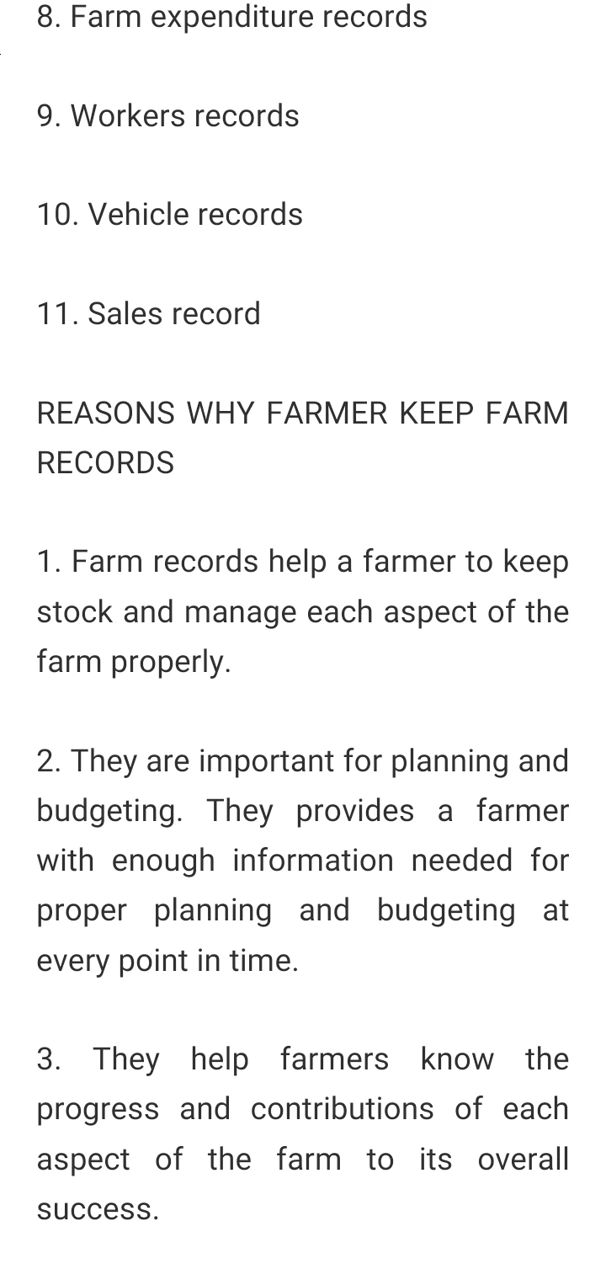 8. Farm expenditure records
9. Workers records
10. Vehicle records
11. Sales record
REASONS WHY FARMER KEEP FARM
RECORDS
1. Farm records help a farmer to keep
stock and manage each aspect of the
farm properly.
2. They are important for planning and
budgeting. They provides a farmer
with enough information needed for
proper planning and budgeting at
every point in time.
3. They help farmers know the
progress and contributions of each
aspect of the farm to its overall
success.